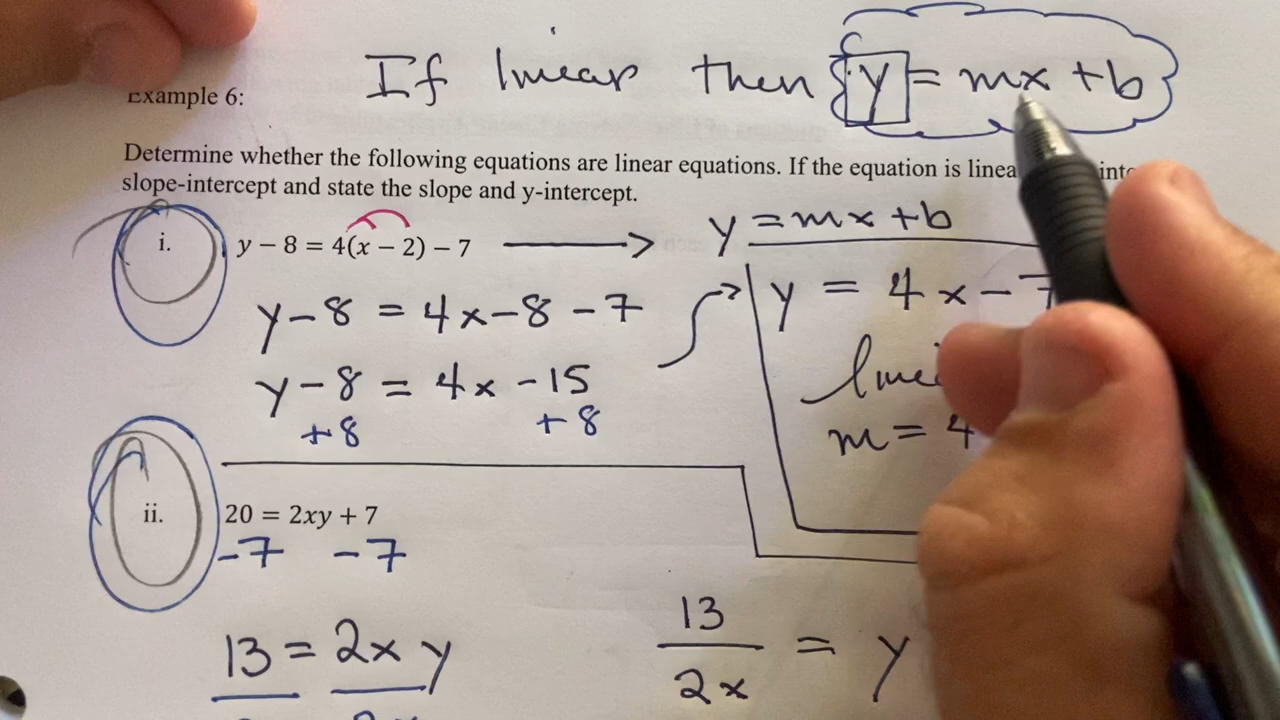 If linear then y = mx + b
Example 6:
Determine whether the following equations are linear equations. If the equation is linea
slope-intercept and state the slope and y-intercept.
i. y − 8 = 4(x − 2) − 7
y = mx + b
y − 8 = 4x − 8 − 7
y = 4x − 7
y − 8 = 4x − 15
+8 +8
m = 4
ii. 20 = 2xy + 7
−7 −7
13 = 2xy
13/2x = y